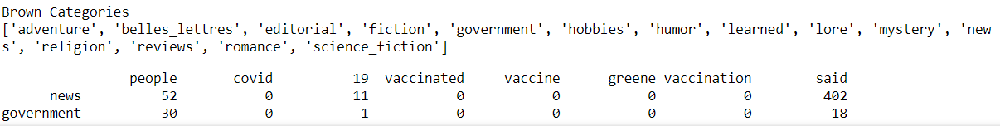 Brown Categories
['adventure', 'belles_lettres', 'editorial', 'fiction', 'government', 'hobbies', 'humor', 'learned', 'lore', 'mystery', 'new
s', 'religion', 'reviews', 'romance', 'science_fiction']
people covid 19 vaccinated vaccine greene vaccination said
news 52 0 11 0 0 0 0 402
government 30 0 1 0 0 0 0 18